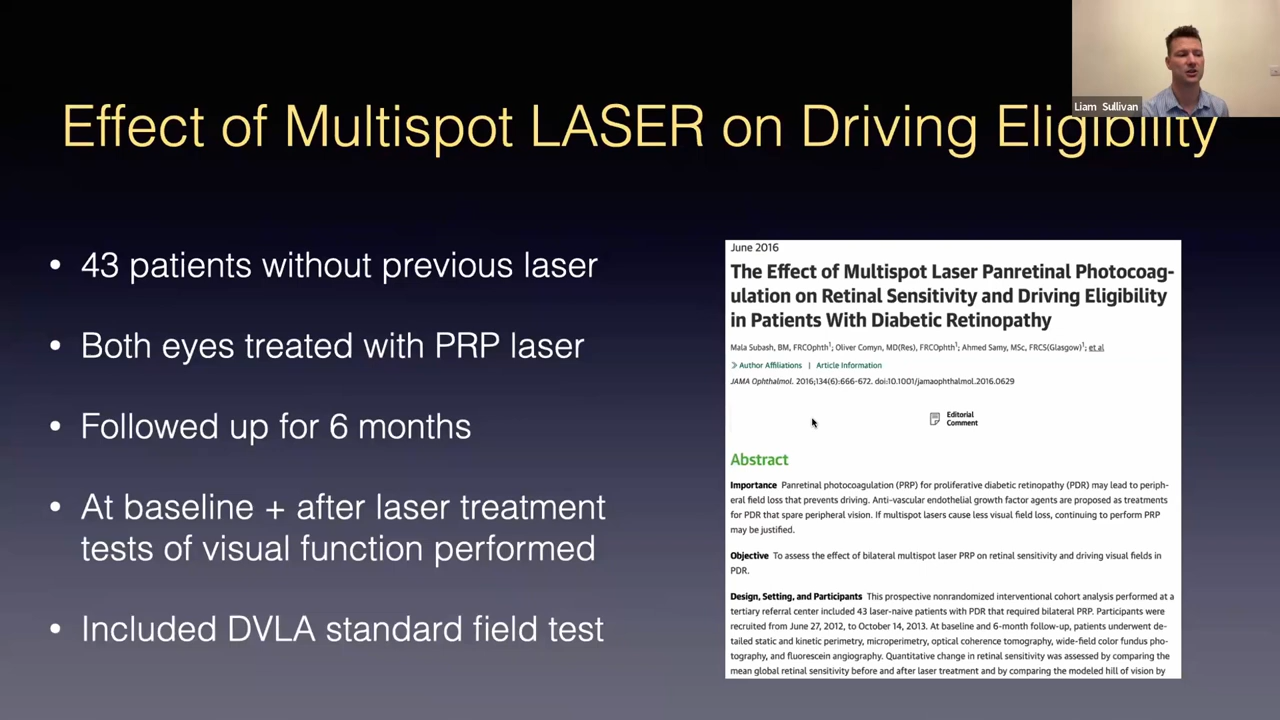 Liam Sullivan
Effect of Multispot LASER on Driving Eligibility
• 43 patients without previous laser
• Both eyes treated with PRP laser
• Followed up for 6 months
• At baseline + after laser treatment
tests of visual function performed
• Included DVLA standard field test
June 2016
The Effect of Multispot Laser Panretinal Photocoag-
ulation on Retinal Sensitivity and Driving Eligibility
in Patients With Diabetic Retinopathy
Mala Subash, BM, FRCOphth1; Oliver Comyn, MD(Res), FRCOphth1; Ahmed Samy, MSc, FRCS(Glasgow)1; et al
Author Affiliations | Article Information
JAMA Ophthalmol. 2016;134(6):666-672. doi:10.1001/jamaophthalmol.2016.0629
Editorial
Comment
Abstract
Importance Panretinal photocoagulation (PRP) for proliferative diabetic retinopathy (PDR) may lead to periph-
eral field loss that prevents driving. Anti-vascular endothelial growth factor agents are proposed as treatments
for PDR that spare peripheral vision. If multispot lasers cause less visual field loss, continuing to perform PRP
may be justified.
Objective To assess the effect of bilateral multispot laser PRP on retinal sensitivity and driving visual fields in
PDR.
Design, Setting, and Participants This prospective nonrandomized interventional cohort analysis performed at a
tertiary referral center included 43 laser-naive patients with PDR that required bilateral PRP. Participants were
recruited from June 27, 2012, to October 14, 2013. At baseline and 6-month follow-up, patients underwent de-
tailed static and kinetic perimetry, microperimetry, optical coherence tomography, wide-field color fundus pho-
tography, and fluorescein angiography. Quantitative change in retinal sensitivity was assessed by comparing the
mean global retinal sensitivity before and after laser treatment and by comparing the modeled hill of vision by